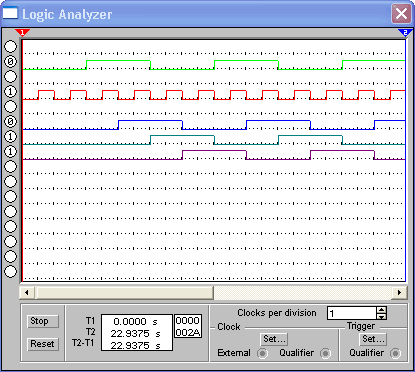 Logic Analyzer
1
2
0
1
0
1
1
Stop
Reset
T1 0.0000 s 0000
T2 22.9375 s 002A
T2-T1 22.9375 s
Clocks per division 1
Clock
Set...
External Qualifier
Trigger
Set...
Qualifier